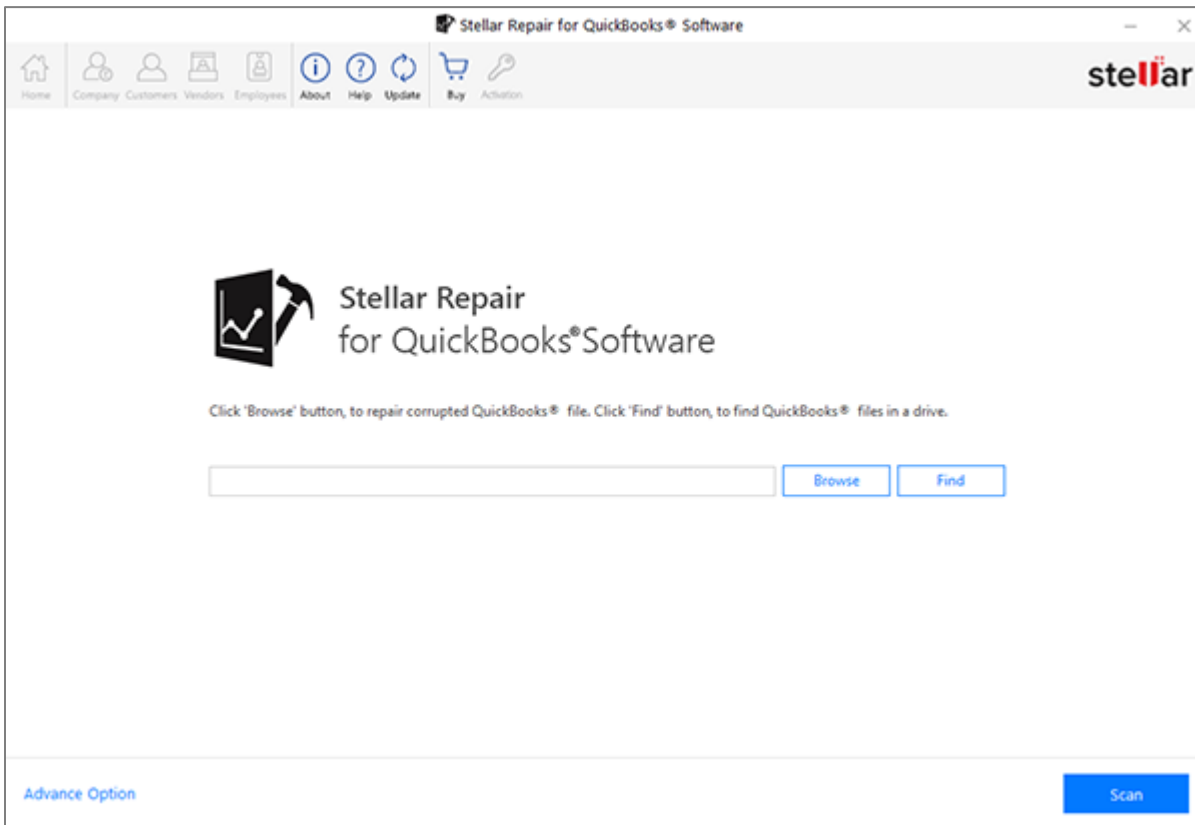 Stellar Repair for QuickBooks® Software
Home Company Customers Vendors Employees About Help Update Buy Activation
stellar
Stellar Repair
for QuickBooks®Software
Click 'Browse' button, to repair corrupted QuickBooks® file. Click 'Find' button, to find QuickBooks® files in a drive.
Browse Find
Advance Option Scan